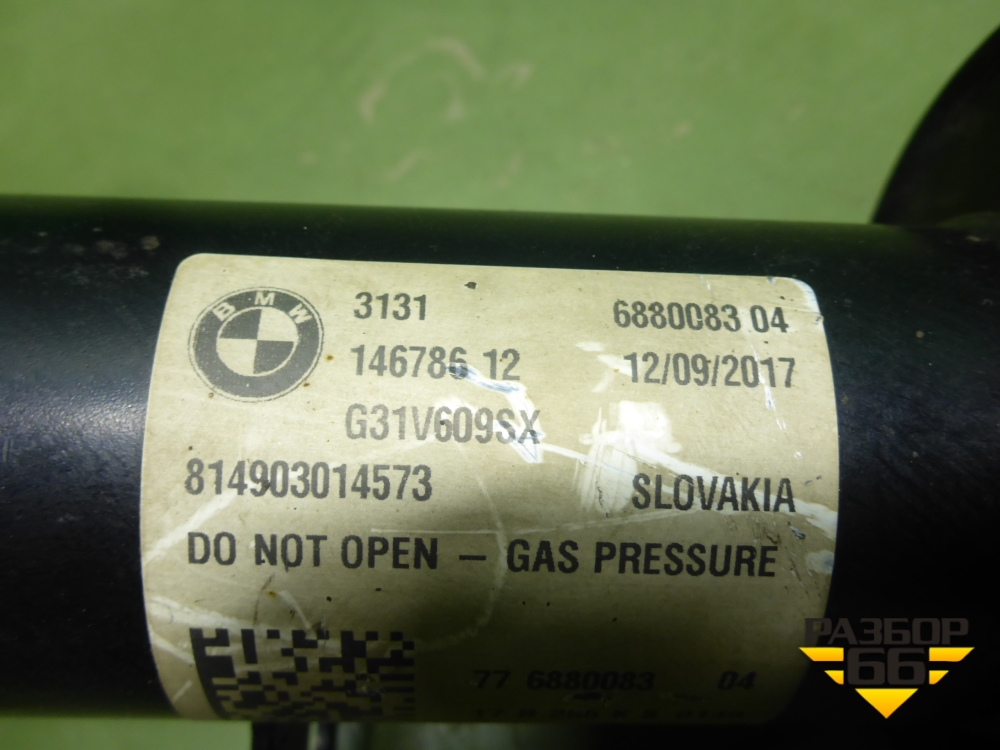 BMW
3131 6880083 04
146786 12 12/09/2017
G31V609SX
814903014573 SLOVAKIA
DO NOT OPEN – GAS PRESSURE
77 6880083 04
РАЗБОР
66